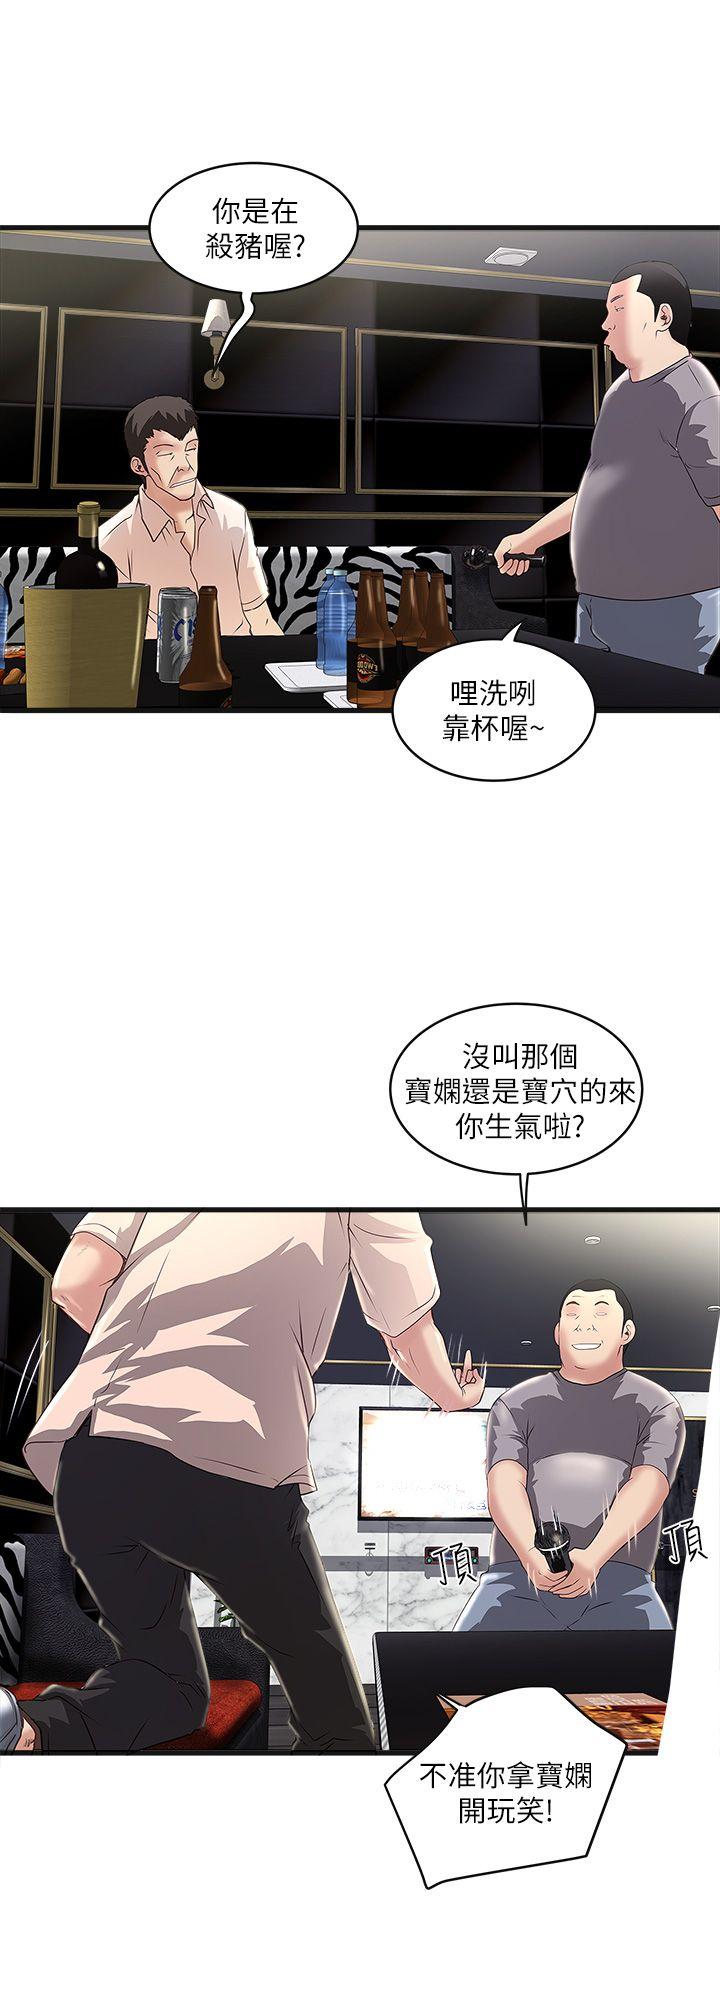 你是在
殺豬喔?
哩洗咧
靠杯喔~
沒叫那個
寶嫻還是寶穴的來
你生氣啦?
頂
頂
不准你拿寶嫻
開玩笑!